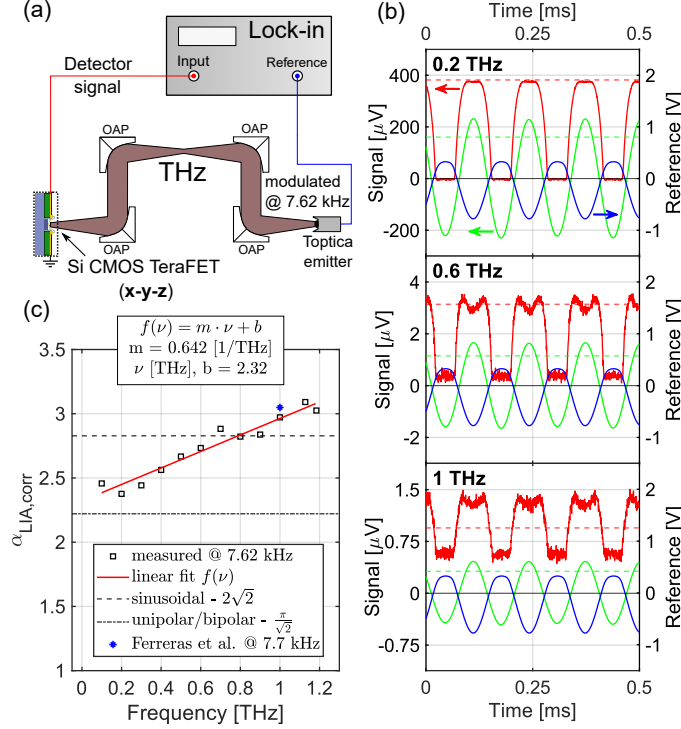 (a)
Lock-in
Input
Reference
Detector
signal
OAP
OAP
THz
modulated
@ 7.62 kHz
OAP
OAP
Toptica
emitter
Si CMOS TeraFET
(x-y-z)
(b)
Time [ms]
0
0.25
0.5
0.2 THz
400
200
0
-200
Signal [μV]
2
1
0
-1
Reference [V]
0.6 THz
4
2
0
-2
Signal [μV]
2
1
0
-1
Reference [V]
1 THz
1.5
0.75
0
-0.75
Signal [μV]
2
1
0
-1
Reference [V]
0
0.25
0.5
Time [ms]
(c)
f(ν) = m · ν + b
m = 0.642 [1/THz]
ν [THz], b = 2.32
3.5
3
2.5
2
1.5
1
α_LIA,corr
measured @ 7.62 kHz
linear fit f(ν)
sinusoidal - 2√2
unipolar/bipolar - π/√2
Ferreras et al. @ 7.7 kHz
0
0.2
0.4
0.6
0.8
1
1.2
Frequency [THz]